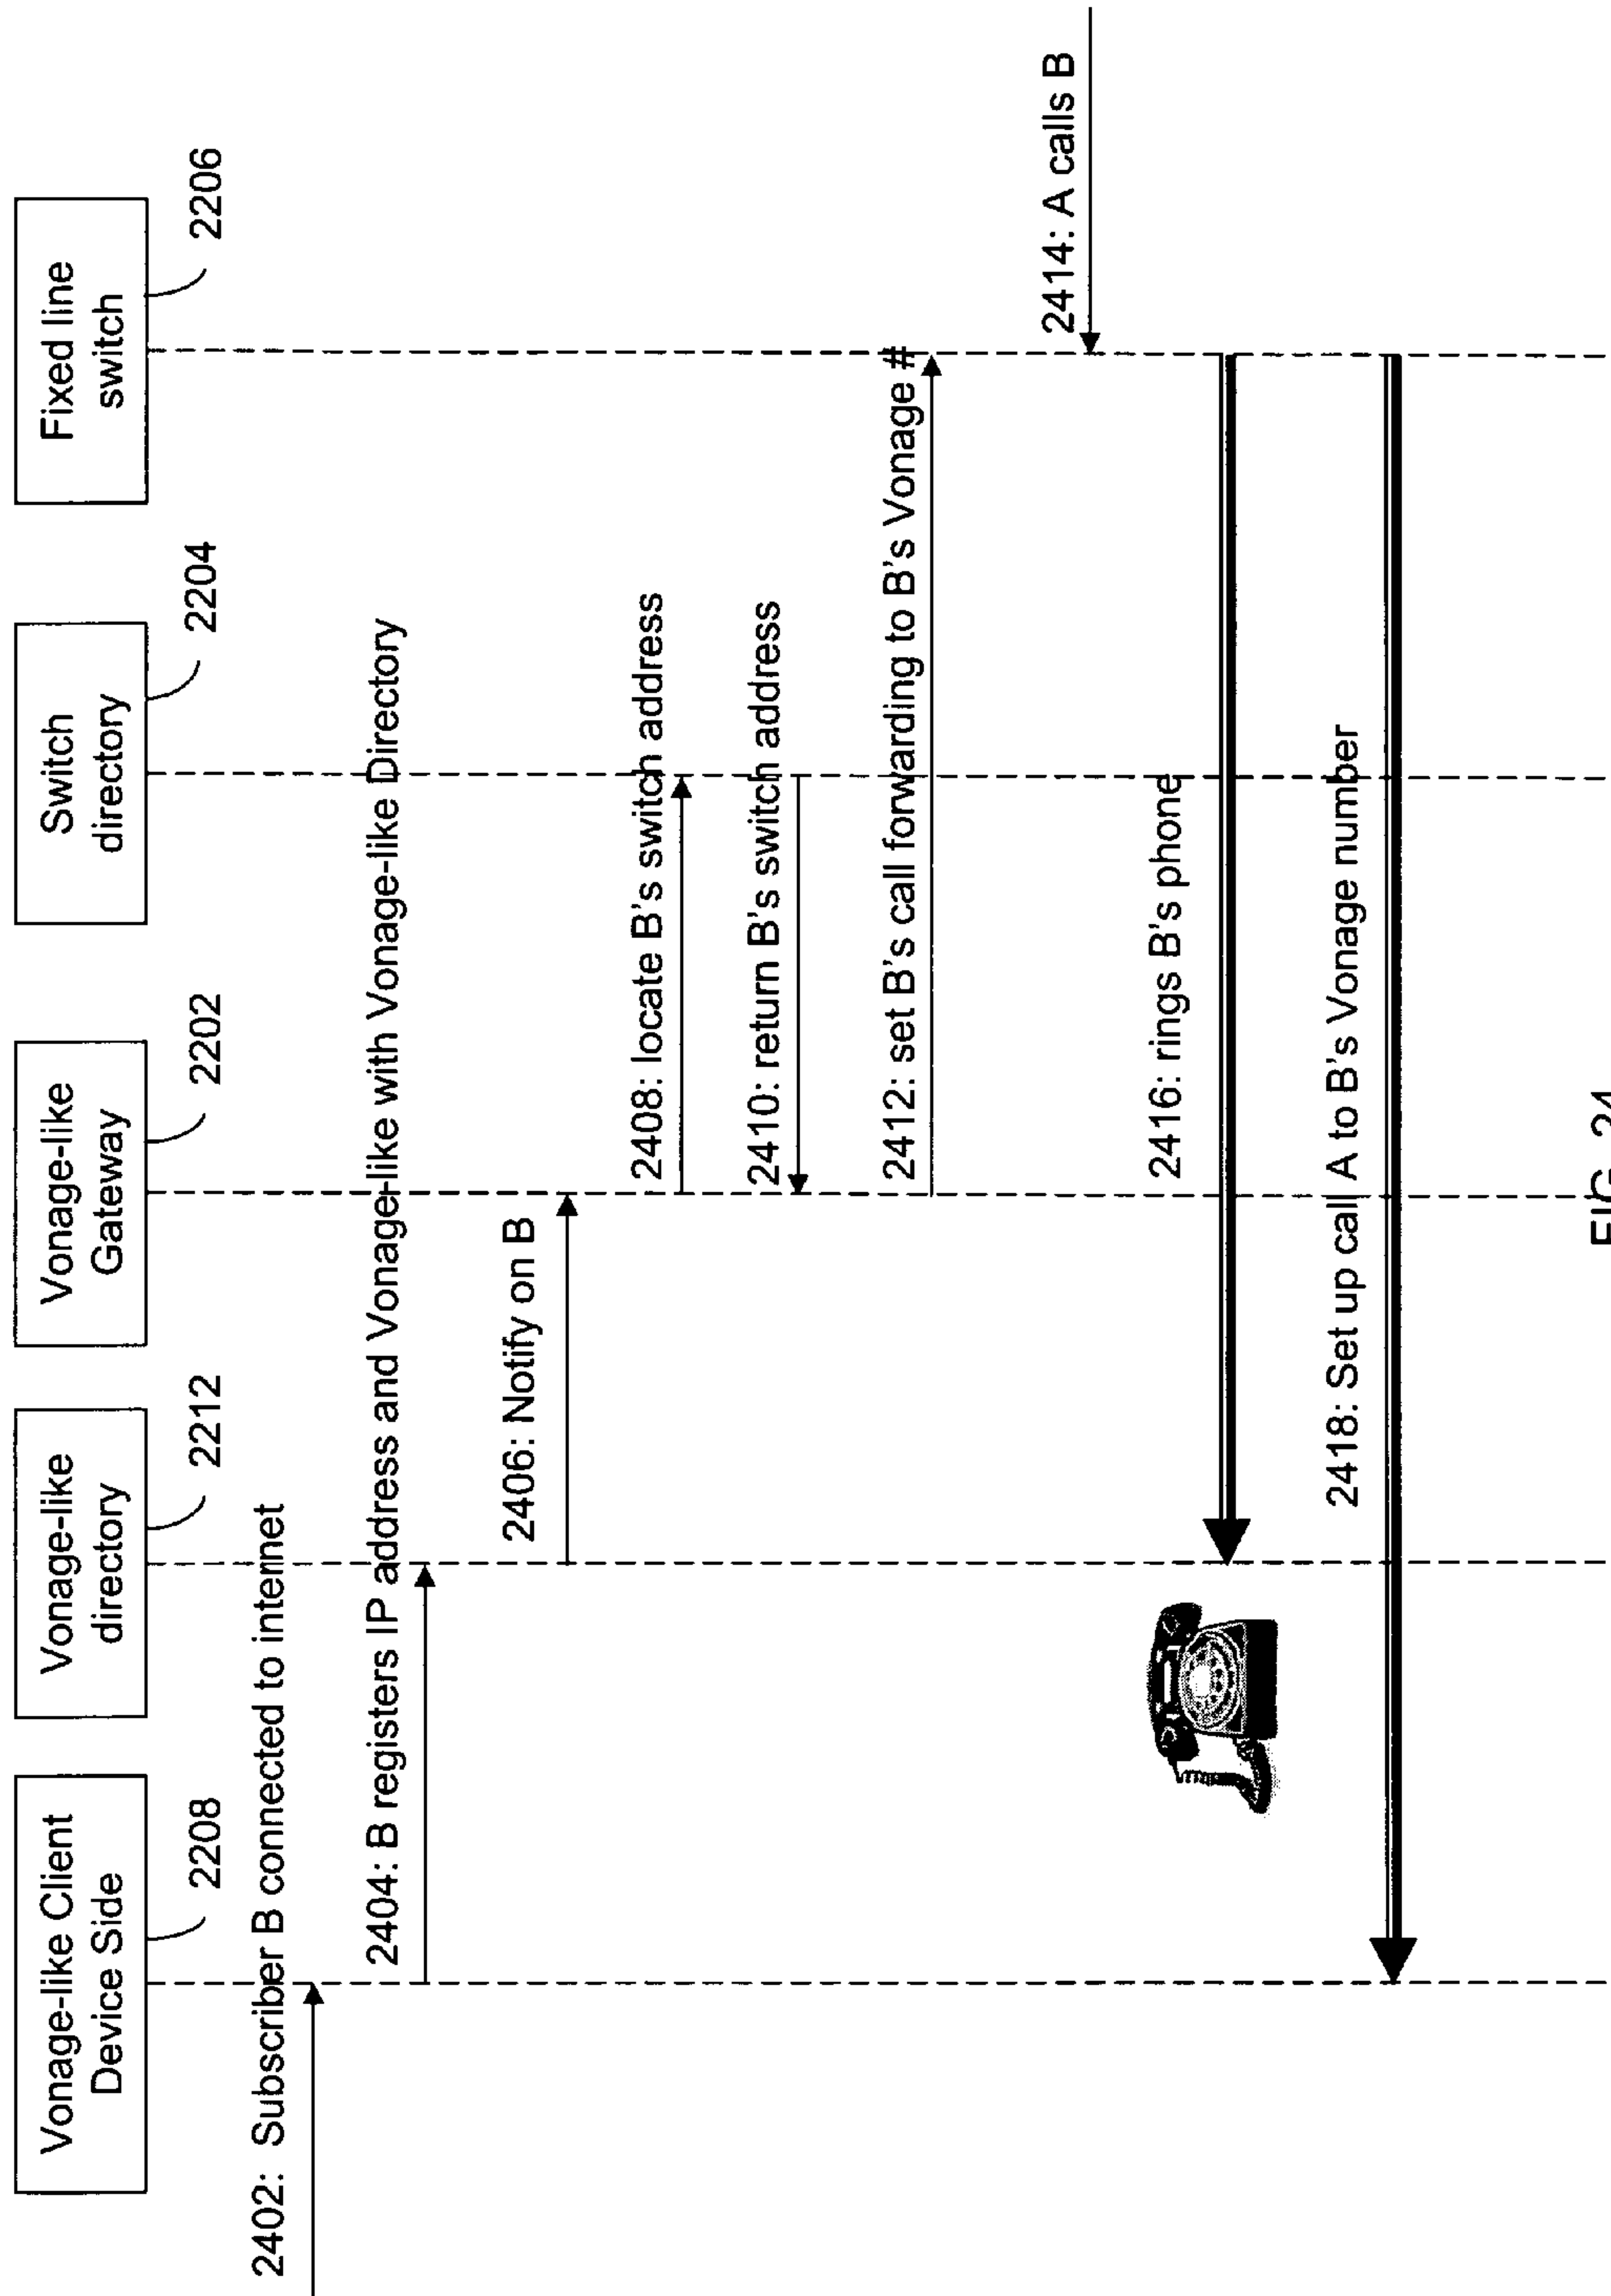 Vonage-like Client
Device Side
2208
Vonage-like
directory
2212
Vonage-like
Gateway
2202
Switch
directory
2204
Fixed line
switch
2206
2402: Subscriber B connected to internet
2404: B registers IP address and Vonage-like with Vonage-like Directory
2406: Notify on B
2408: locate B's switch address
2410: return B's switch address
2412: set B's call forwarding to B's Vonage #
2414: A calls B
2416: rings B's phone
2418: Set up call A to B's Vonage number
FIG. 24